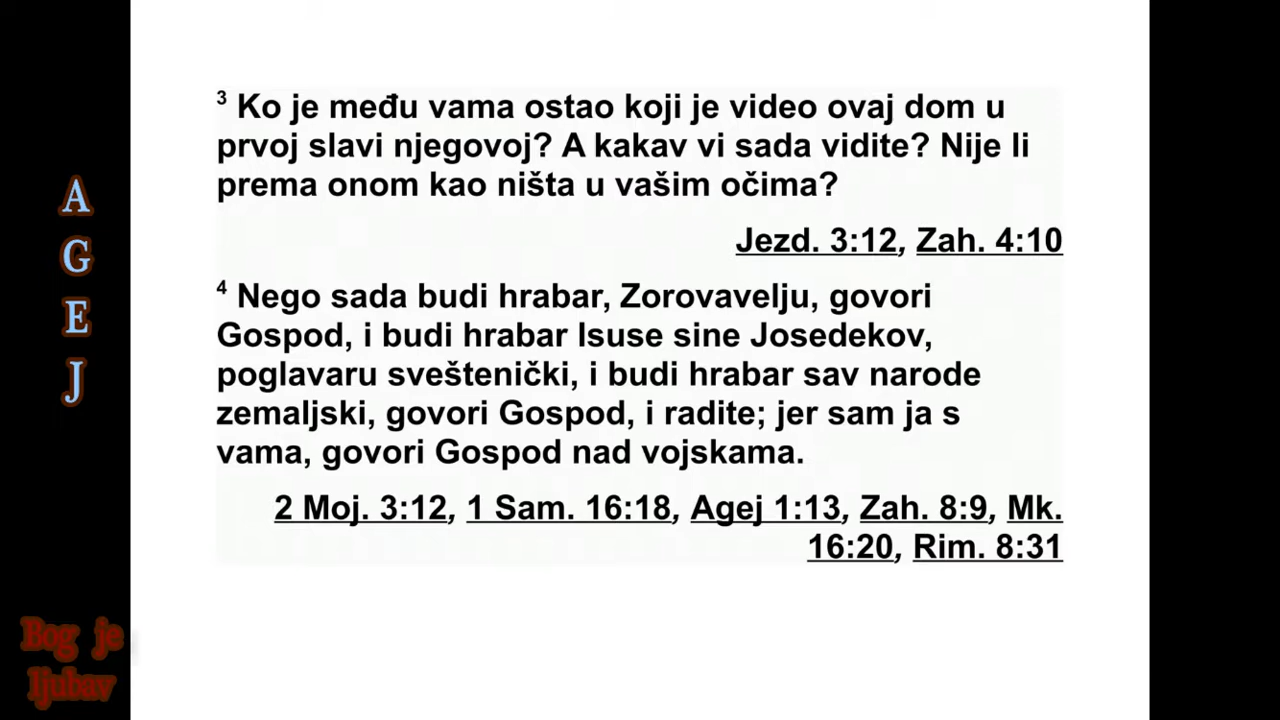 A
G
E
J
Bog je
ljubav
3 Ko je među vama ostao koji je video ovaj dom u
prvoj slavi njegovoj? A kakav vi sada vidite? Nije li
prema onom kao ništa u vašim očima?
Jezd. 3:12, Zah. 4:10
4 Nego sada budi hrabar, Zorovavelju, govori
Gospod, i budi hrabar Isuse sine Josedekov,
poglavaru sveštenički, i budi hrabar sav narode
zemaljski, govori Gospod, i radite; jer sam ja s
vama, govori Gospod nad vojskama.
2 Moj. 3:12, 1 Sam. 16:18, Agej 1:13, Zah. 8:9, Mk.
16:20, Rim. 8:31